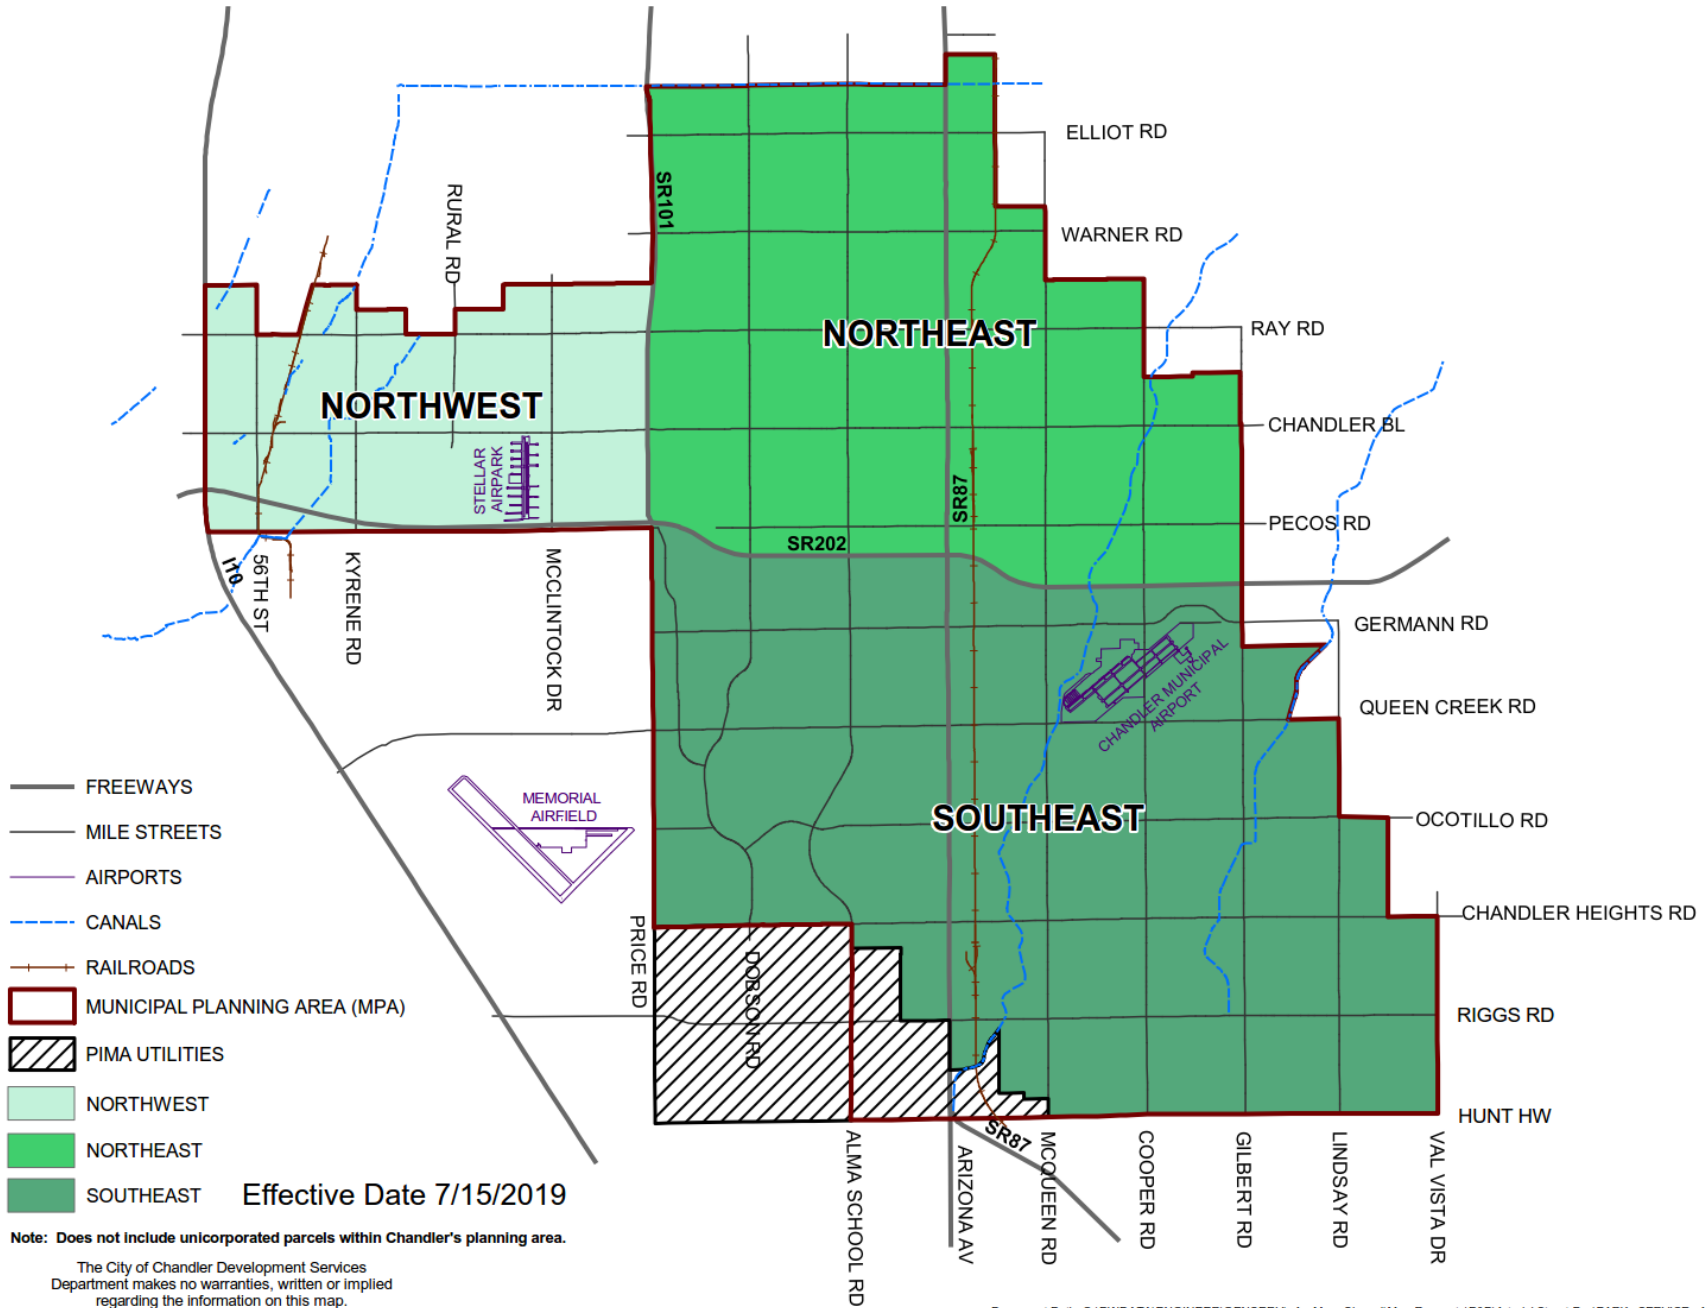 ELLIOT RD
SR101
RURAL RD
WARNER RD
NORTHEAST
RAY RD
NORTHWEST
CHANDLER BL
STELLAR
AIRPARK
SR87
PECOS RD
SR202
I10
56TH ST
KYRENE RD
MCCLINTOCK DR
GERMANN RD
CHANDLER MUNICIPAL
AIRPORT
QUEEN CREEK RD
FREEWAYS
MEMORIAL
AIRFIELD
SOUTHEAST
OCOTILLO RD
MILE STREETS
AIRPORTS
CANALS
PRICE RD
DOBSON RD
CHANDLER HEIGHTS RD
RAILROADS
MUNICIPAL PLANNING AREA (MPA)
RIGGS RD
PIMA UTILITIES
NORTHWEST
HUNT HW
SR87
NORTHEAST
ALMA SCHOOL RD
ARIZONA AV
MCQUEEN RD
COOPER RD
GILBERT RD
LINDSAY RD
VAL VISTA DR
SOUTHEAST
Effective Date 7/15/2019
Note: Does not include unicorporated parcels within Chandler's planning area.
The City of Chandler Development Services
Department makes no warranties, written or implied
regarding the information on this map.